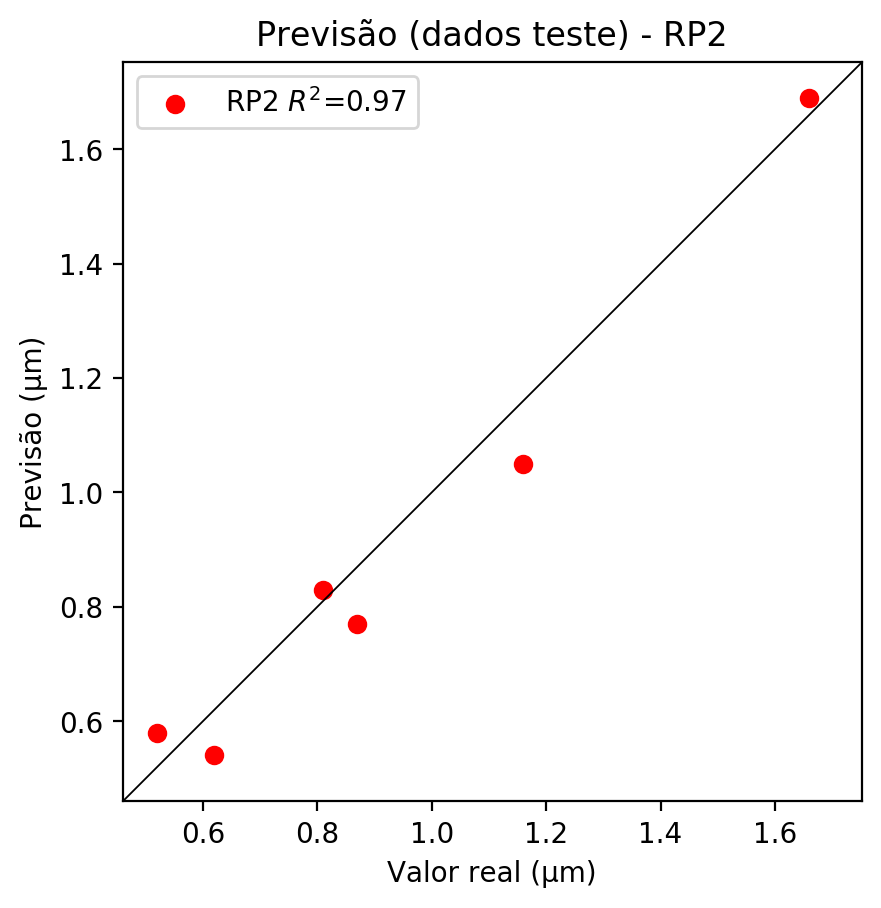 Previsão (dados teste) - RP2
RP2 R²=0.97
1.6
1.4
1.2
1.0
0.8
0.6
Previsão (µm)
0.6 0.8 1.0 1.2 1.4 1.6
Valor real (µm)